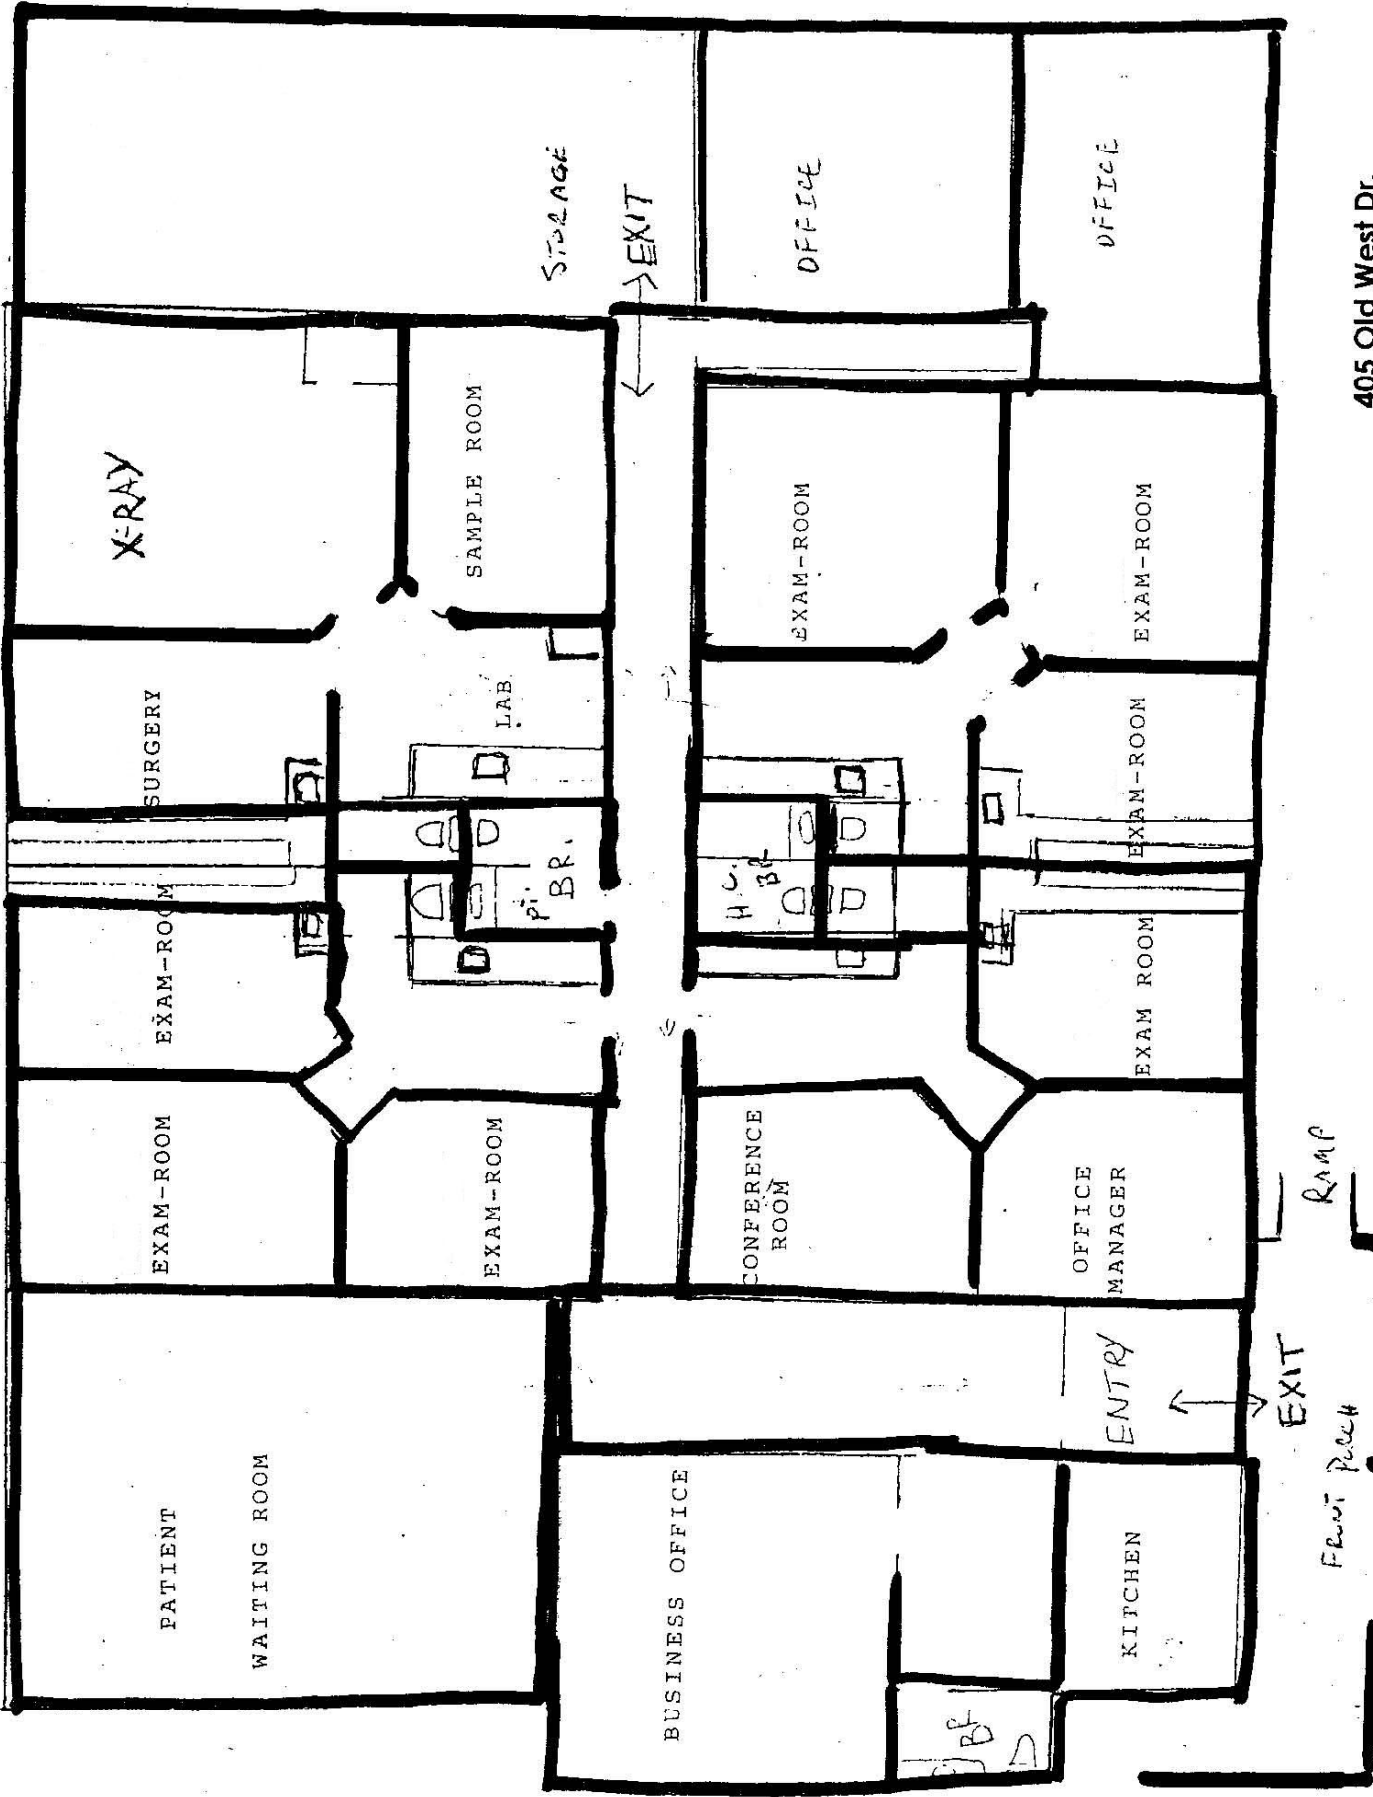 PATIENT
WAITING ROOM
EXAM-ROOM
EXAM-ROOM
SURGERY
X-RAY
EXAM-ROOM
LAB
SAMPLE ROOM
STORAGE
BR.
EXIT
BUSINESS OFFICE
CONFERENCE
ROOM
H.C.
BR
EXAM-ROOM
OFFICE
BR
KITCHEN
ENTRY
OFFICE
MANAGER
EXAM ROOM
EXAM-ROOM
EXAM-ROOM
OFFICE
EXIT
RAMP
FRONT PORCH
405 Old West Dr.